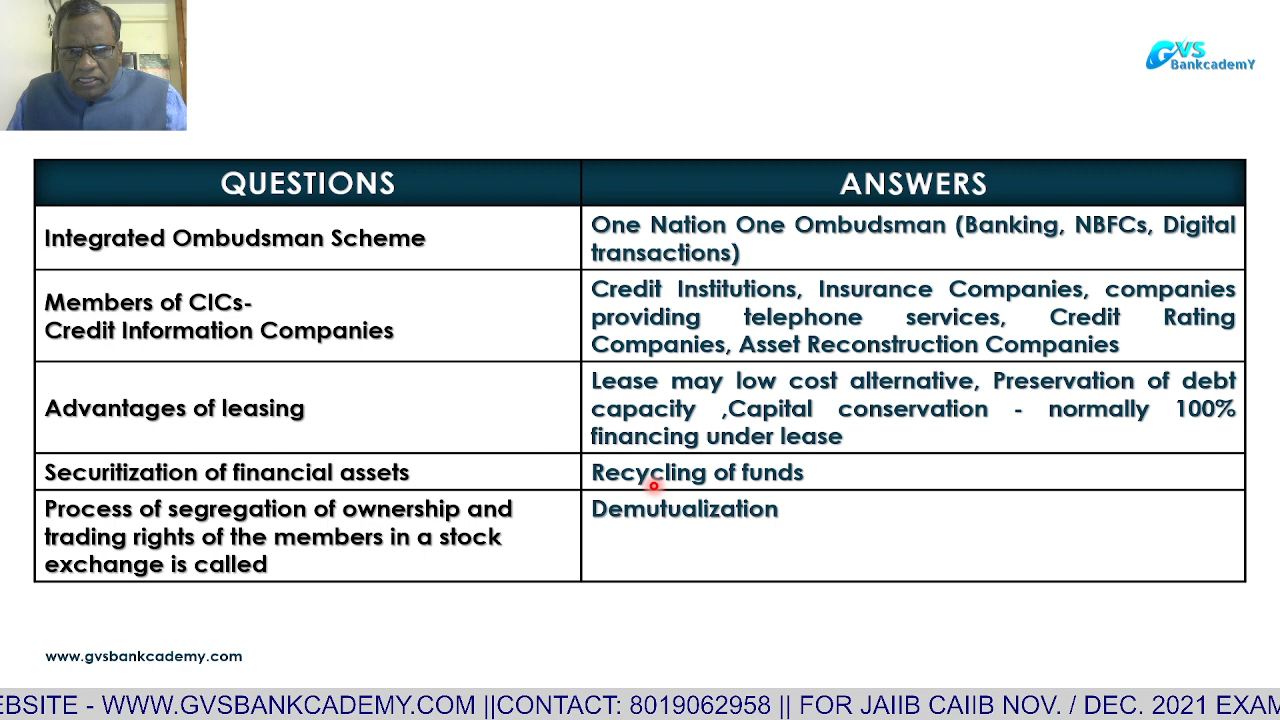 GVS
BankcademY
QUESTIONS
ANSWERS
Integrated Ombudsman Scheme
One Nation One Ombudsman (Banking, NBFCs, Digital
transactions)
Members of CICs-
Credit Information Companies
Credit Institutions, Insurance Companies, companies
providing telephone services, Credit Rating
Companies, Asset Reconstruction Companies
Advantages of leasing
Lease may low cost alternative, Preservation of debt
capacity ,Capital conservation - normally 100%
financing under lease
Securitization of financial assets
Recycling of funds
Process of segregation of ownership and
trading rights of the members in a stock
exchange is called
Demutualization
www.gvsbankcademy.com
EBSITE - WWW.GVSBANKCADEMY.COM ||CONTACT: 8019062958 || FOR JAIIB CAIIB NOV. / DEC. 2021 EXAM